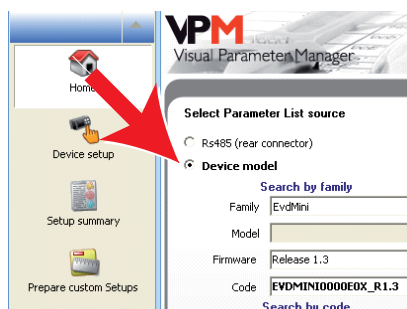 VPM
Visual Parameter Manager
Home
Device setup
Setup summary
Prepare custom Setups
Select Parameter List source
Rs485 (rear connector)
Device model
Search by family
Family EvdMini
Model
Firmware Release 1.3
Code EVDMINI0000E0X_R1.3
Search by code